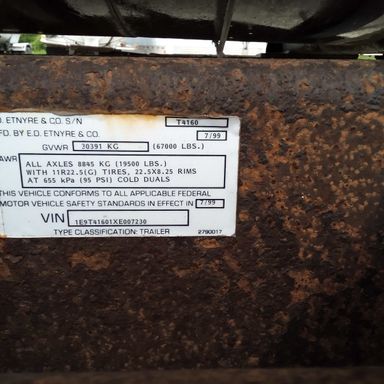 . ETNYRE & CO. S/N T4160
FD. BY E.D. ETNYRE & CO. 7/99
GVWR 30391 KG (67000 LBS.)
AWR ALL AXLES 8845 KG (19500 LBS.)
WITH 11R22.5(G) TIRES, 22.5X8.25 RIMS
AT 655 kPa (95 PSI) COLD DUALS
THIS VEHICLE CONFORMS TO ALL APPLICABLE FEDERAL
MOTOR VEHICLE SAFETY STANDARDS IN EFFECT IN 7/99
VIN 1E9T41601XE007230
TYPE CLASSIFICATION: TRAILER 2790017